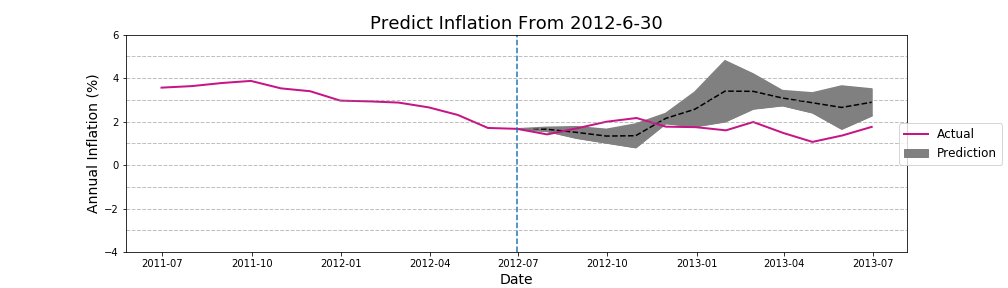 Predict Inflation From 2012-6-30
Annual Inflation (%)
6
4
2
0
−2
−4
2011-07 2011-10 2012-01 2012-04 2012-07 2012-10 2013-01 2013-04 2013-07
Date
Actual
Prediction